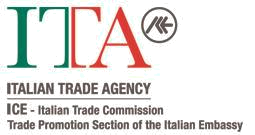 ITA
ITALIAN TRADE AGENCY
ICE - Italian Trade Commission
Trade Promotion Section of the Italian Embassy